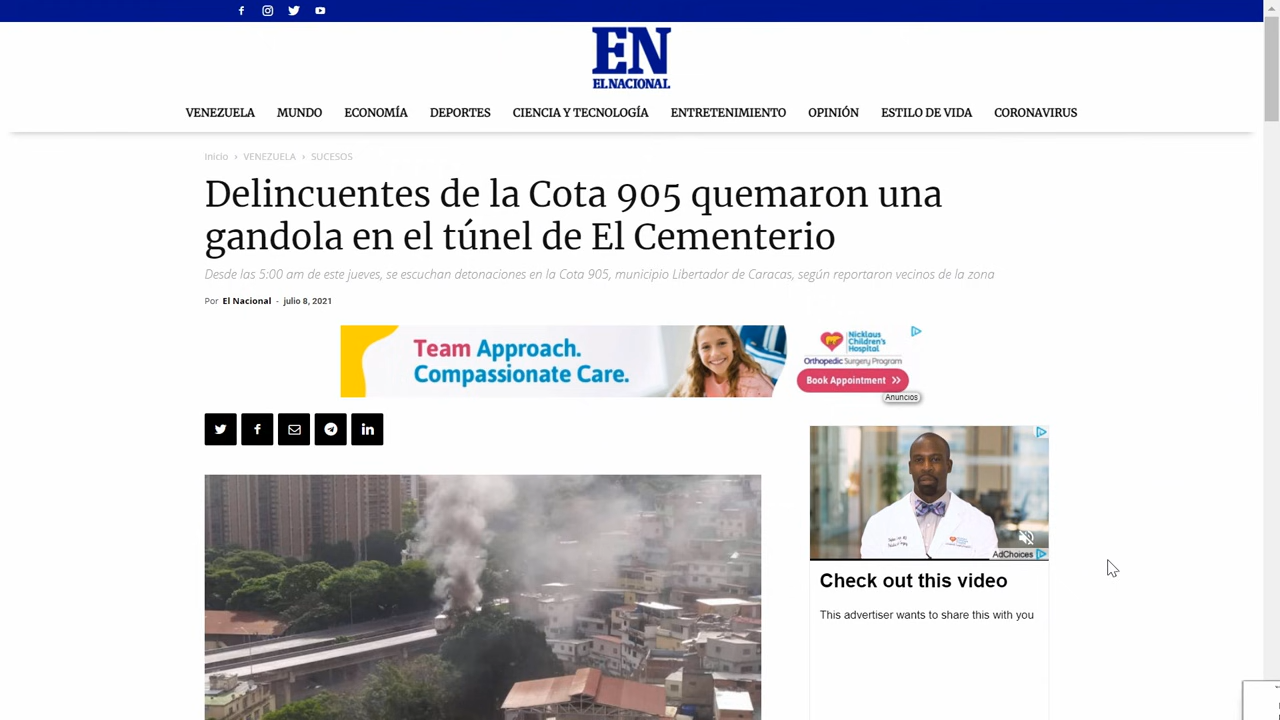 EN
EL NACIONAL
VENEZUELA MUNDO ECONOMÍA DEPORTES CIENCIA Y TECNOLOGÍA ENTRETENIMIENTO OPINIÓN ESTILO DE VIDA CORONAVIRUS
Inicio › VENEZUELA › SUCESOS
Delincuentes de la Cota 905 quemaron una
gandola en el túnel de El Cementerio
Desde las 5:00 am de este jueves, se escuchan detonaciones en la Cota 905, municipio Libertador de Caracas, según reportaron vecinos de la zona
Por El Nacional - julio 8, 2021
Team Approach.
Compassionate Care.
Nicklaus
Children's
Hospital
Orthopedic Surgery Program
Book Appointment
Anuncios
AdChoices
Check out this video
This advertiser wants to share this with you